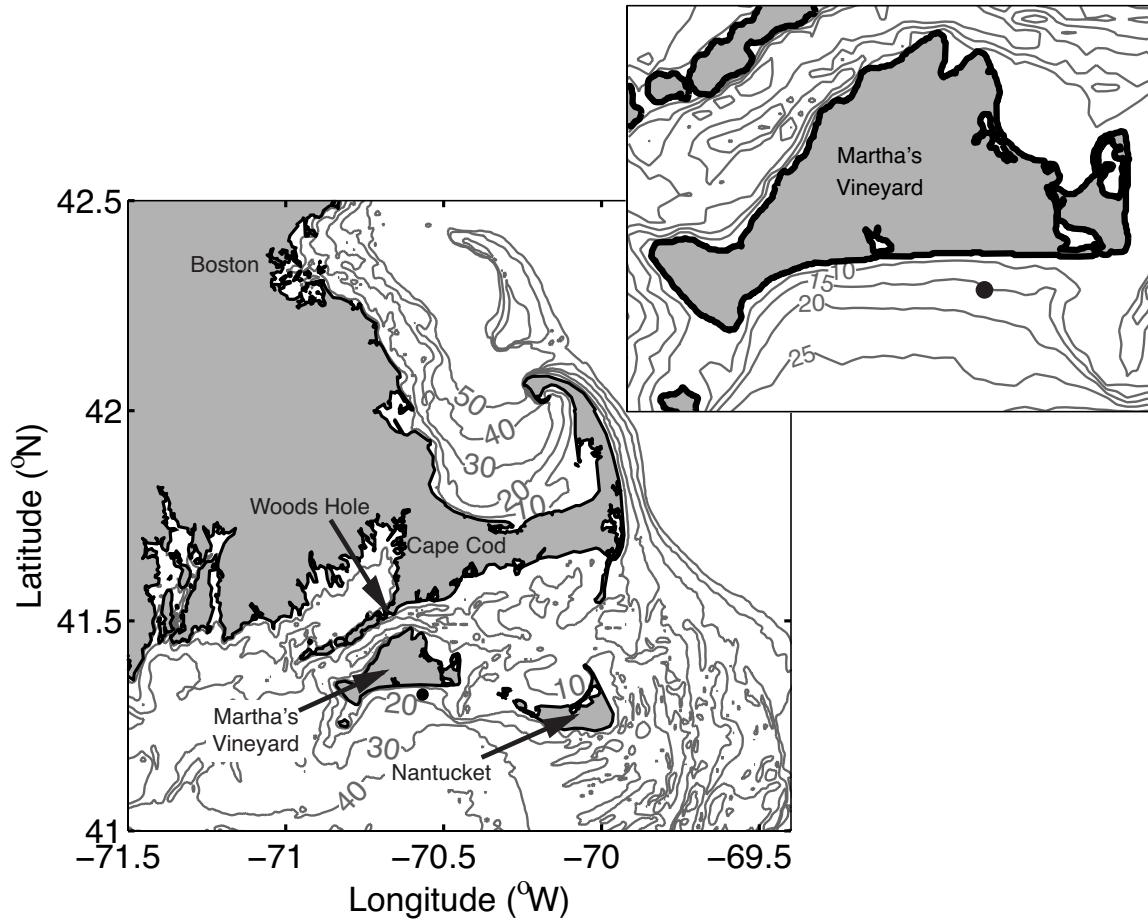 Martha's
Vineyard
10
15
20
25
42.5
42
41.5
41
Latitude (°N)
Boston
50
40
30
20
10
Woods Hole
Cape Cod
10
20
Martha's
Vineyard
30
Nantucket
40
−71.5 −71 −70.5 −70 −69.5
Longitude (°W)